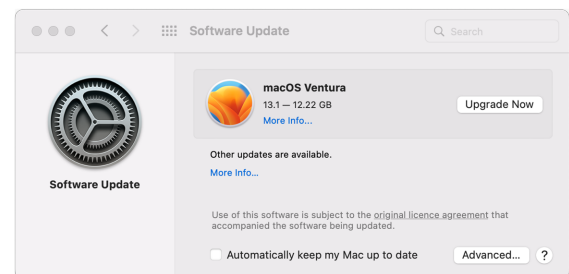 Software Update
Search
macOS Ventura
13.1 — 12.22 GB
More Info...
Upgrade Now
Other updates are available.
More Info...
Software Update
Use of this software is subject to the original licence agreement that
accompanied the software being updated.
Automatically keep my Mac up to date
Advanced...
?